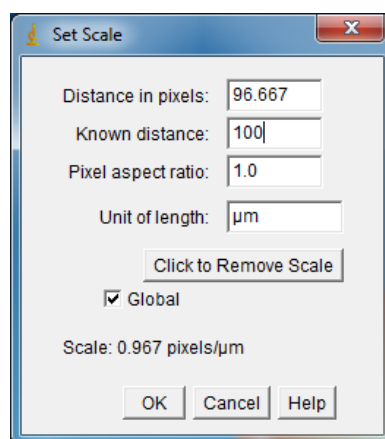 Set Scale
Distance in pixels: 96.667
Known distance: 100
Pixel aspect ratio: 1.0
Unit of length: µm
Click to Remove Scale
Global
Scale: 0.967 pixels/µm
OK Cancel Help